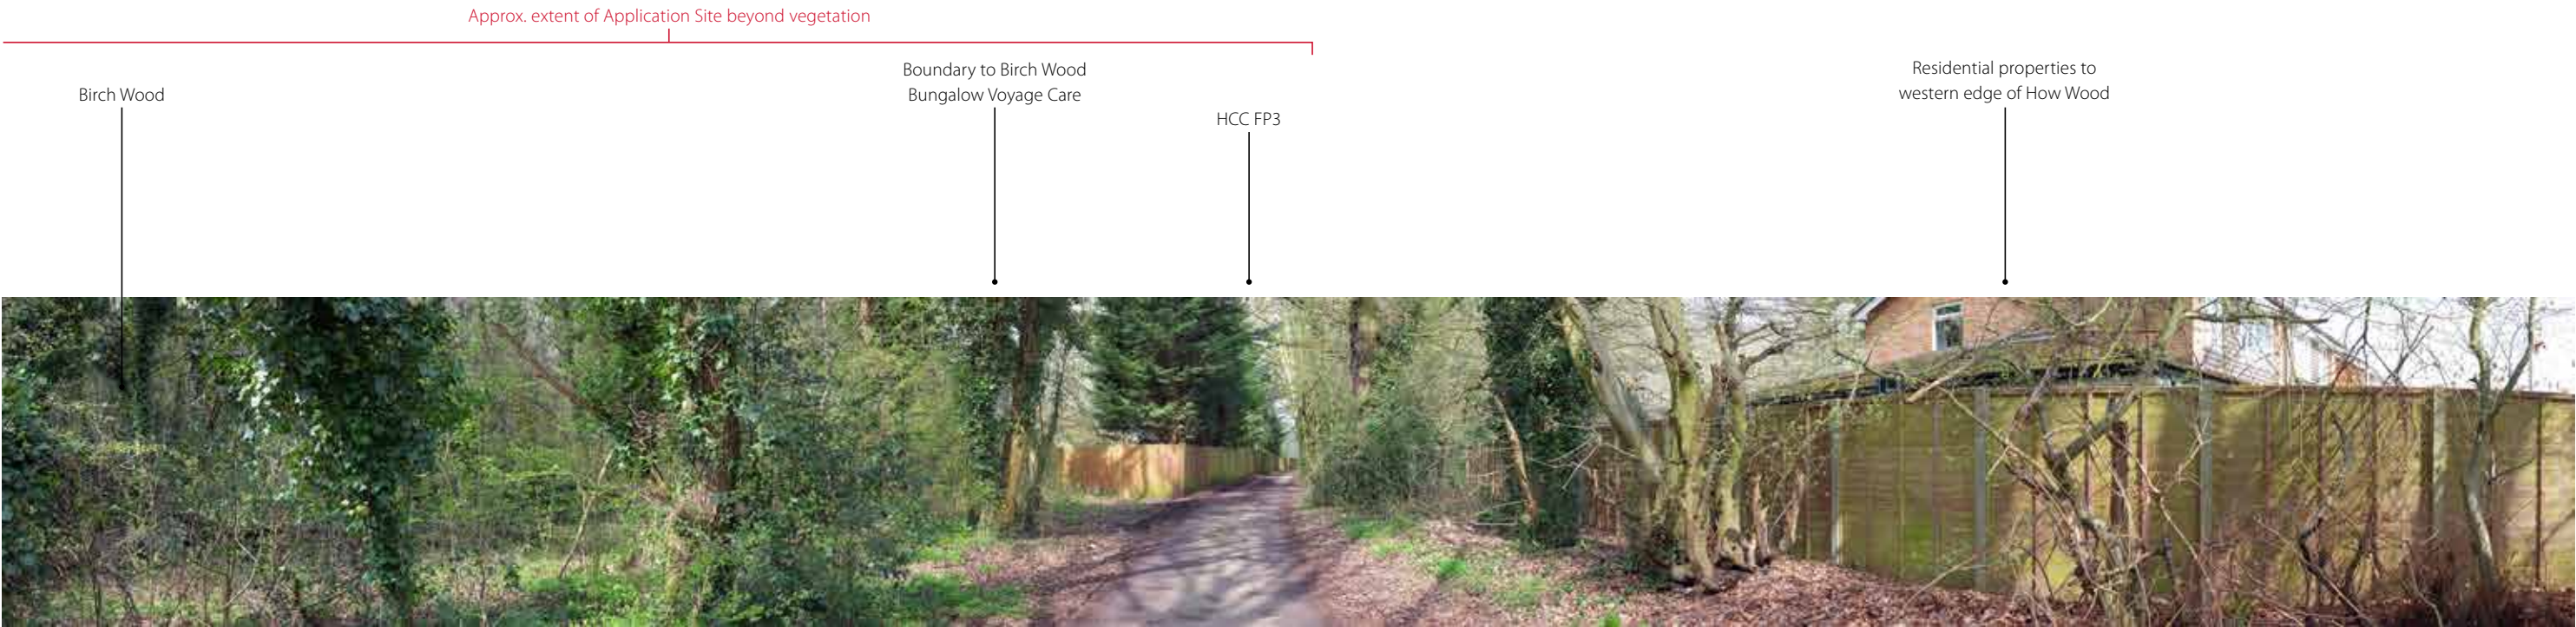 Approx. extent of Application Site beyond vegetation
Birch Wood
Boundary to Birch Wood
Bungalow Voyage Care
HCC FP3
Residential properties to
western edge of How Wood